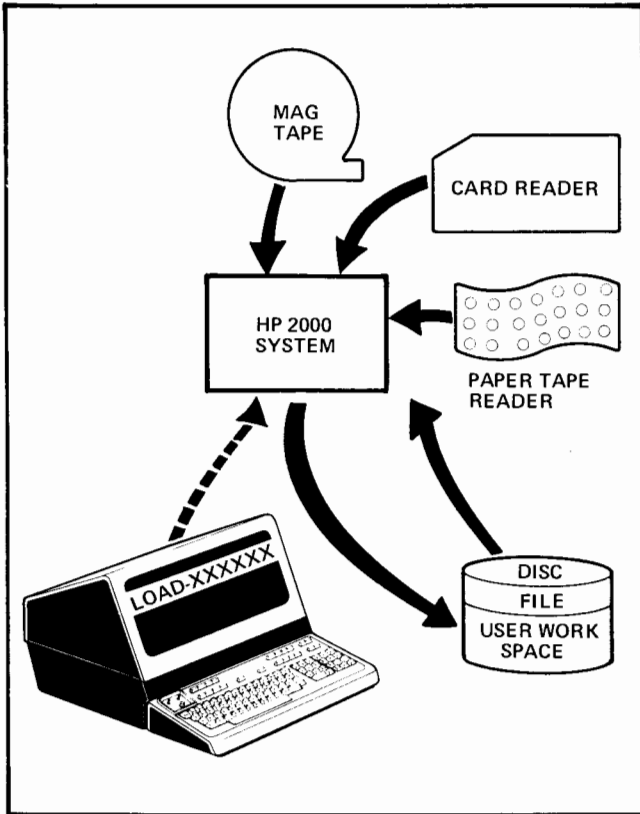 MAG
TAPE
CARD READER
HP 2000
SYSTEM
PAPER TAPE
READER
LOAD-XXXXXX
DISC
FILE
USER WORK
SPACE